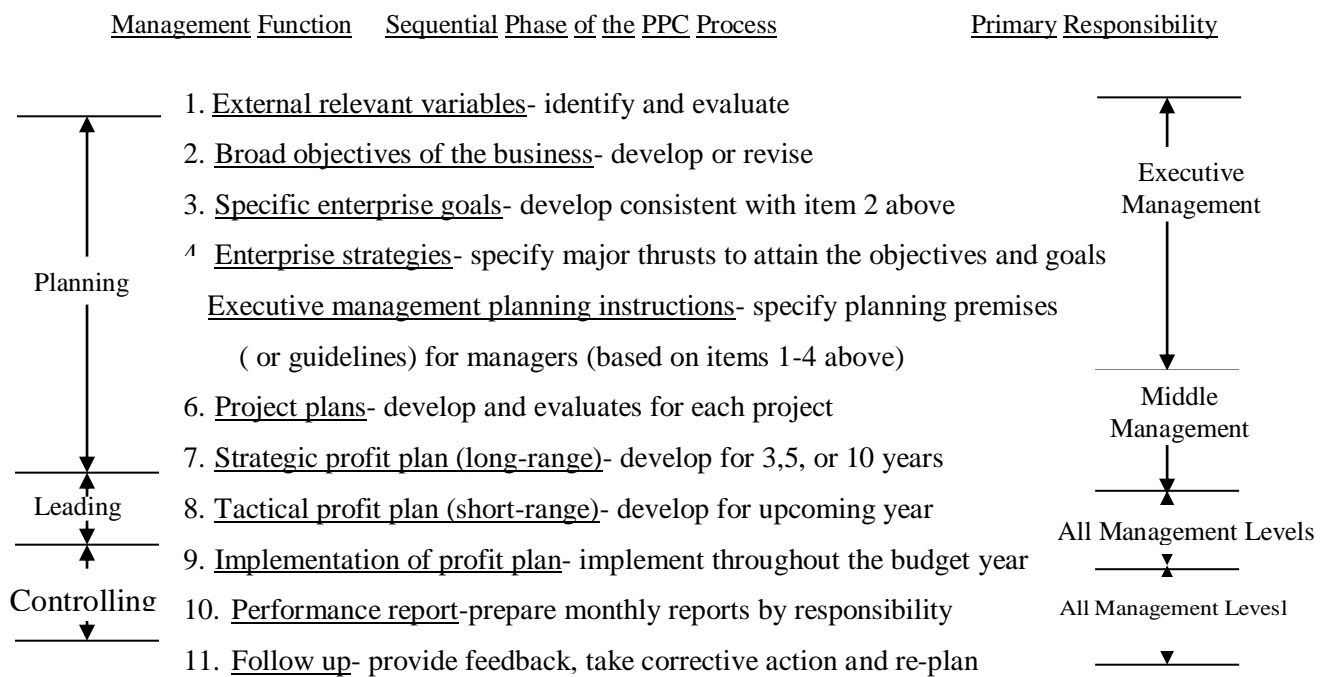 Management Function Sequential Phase of the PPC Process Primary Responsibility
1. External relevant variables- identify and evaluate
2. Broad objectives of the business- develop or revise
3. Specific enterprise goals- develop consistent with item 2 above
4 Enterprise strategies- specify major thrusts to attain the objectives and goals
Executive management planning instructions- specify planning premises
( or guidelines) for managers (based on items 1-4 above)
6. Project plans- develop and evaluates for each project
7. Strategic profit plan (long-range)- develop for 3,5, or 10 years
8. Tactical profit plan (short-range)- develop for upcoming year
9. Implementation of profit plan- implement throughout the budget year
10. Performance report-prepare monthly reports by responsibility
11. Follow up- provide feedback, take corrective action and re-plan
Planning
Leading
Controlling
Executive
Management
Middle
Management
All Management Levels
All Management Levesl